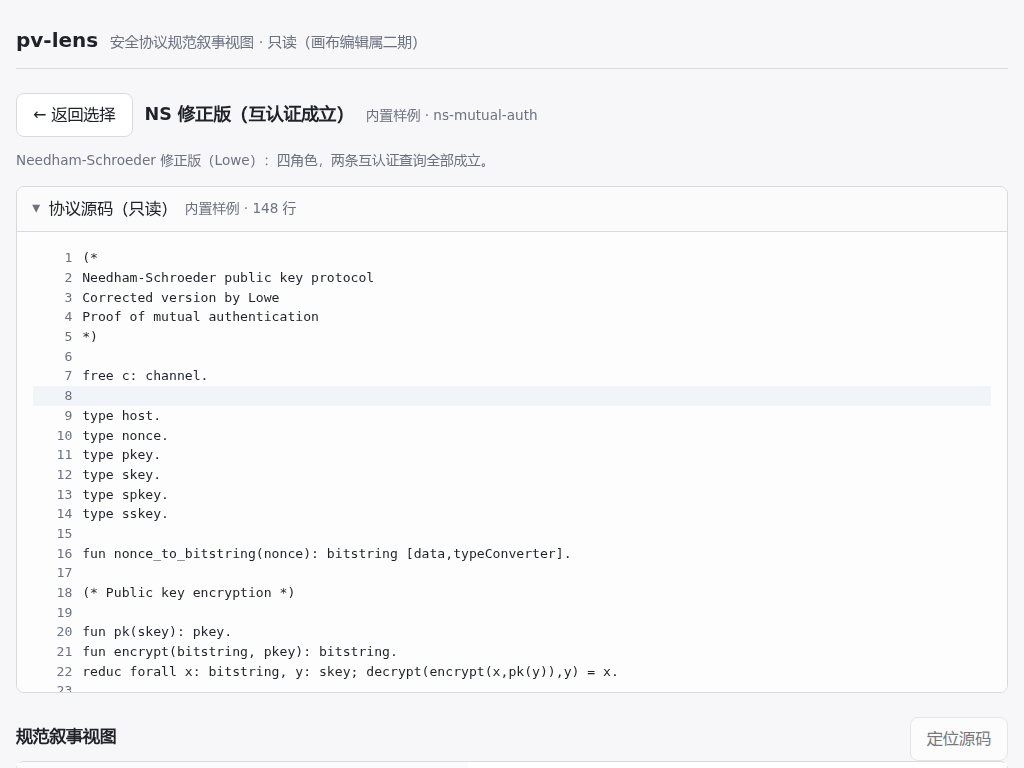 pv-lens 安全协议规范叙事视图 · 只读（画布编辑属二期）
← 返回选择 NS 修正版（互认证成立） 内置样例 · ns-mutual-auth
Needham-Schroeder 修正版（Lowe）：四角色，两条互认证查询全部成立。
▼ 协议源码（只读） 内置样例 · 148 行
1 (*
2 Needham-Schroeder public key protocol
3 Corrected version by Lowe
4 Proof of mutual authentication
5 *)
6
7 free c: channel.
8
9 type host.
10 type nonce.
11 type pkey.
12 type skey.
13 type spkey.
14 type sskey.
15
16 fun nonce_to_bitstring(nonce): bitstring [data,typeConverter].
17
18 (* Public key encryption *)
19
20 fun pk(skey): pkey.
21 fun encrypt(bitstring, pkey): bitstring.
22 reduc forall x: bitstring, y: skey; decrypt(encrypt(x,pk(y)),y) = x.
23
规范叙事视图 定位源码